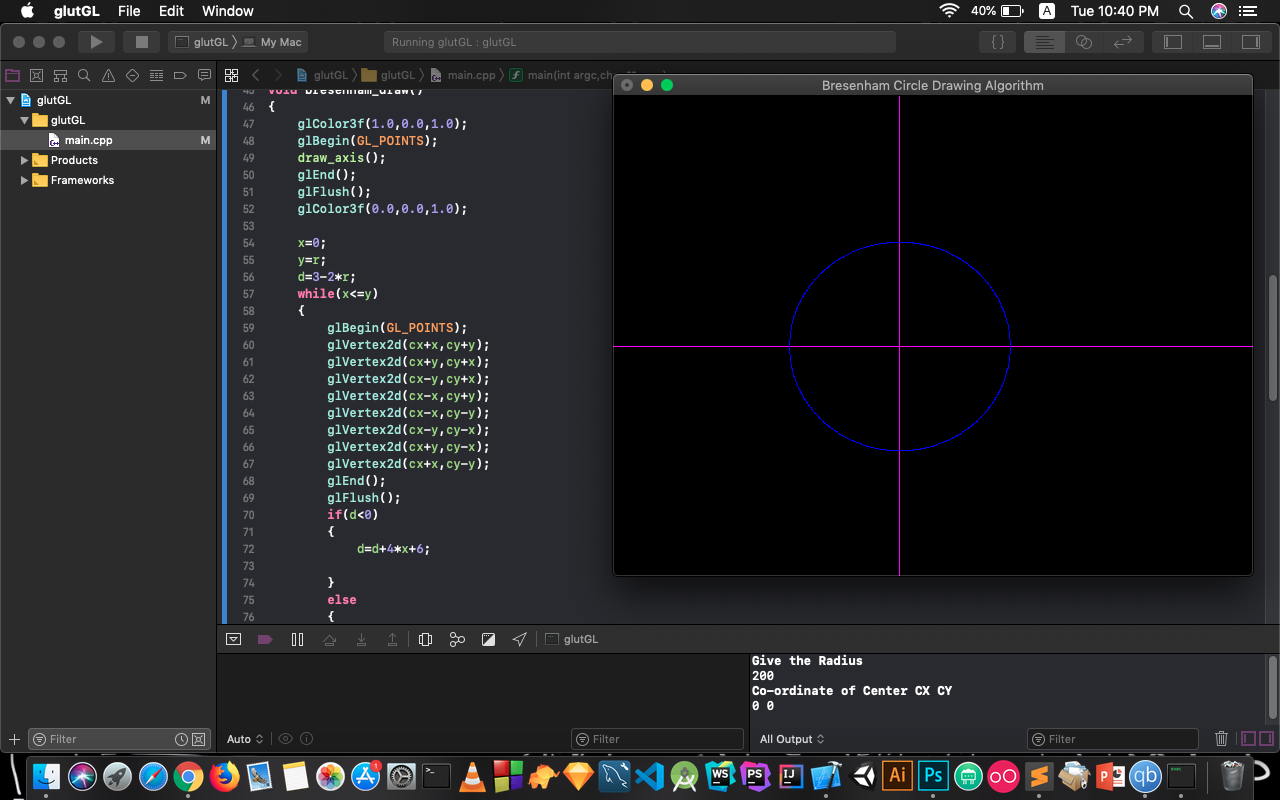 glutGL File Edit Window 40% A Tue 10:40 PM
glutGL My Mac Running glutGL : glutGL {}
glutGL glutGL main.cpp main(int argc,ch
Bresenham Circle Drawing Algorithm
glutGL M
glutGL
main.cpp M
Products
Frameworks
45 void bresenham_draw()
46 {
47 glColor3f(1.0,0.0,1.0);
48 glBegin(GL_POINTS);
49 draw_axis();
50 glEnd();
51 glFlush();
52 glColor3f(0.0,0.0,1.0);
53
54 x=0;
55 y=r;
56 d=3-2*r;
57 while(x<=y)
58 {
59 glBegin(GL_POINTS);
60 glVertex2d(cx+x,cy+y);
61 glVertex2d(cx+y,cy+x);
62 glVertex2d(cx-y,cy+x);
63 glVertex2d(cx-x,cy+y);
64 glVertex2d(cx-x,cy-y);
65 glVertex2d(cx-y,cy-x);
66 glVertex2d(cx+y,cy-x);
67 glVertex2d(cx+x,cy-y);
68 glEnd();
69 glFlush();
70 if(d<0)
71 {
72 d=d+4*x+6;
73
74 }
75 else
76 {
glutGL
Give the Radius
200
Co-ordinate of Center CX CY
0 0
Filter Auto Filter All Output Filter
1 WS PS IJ Ai Ps qb